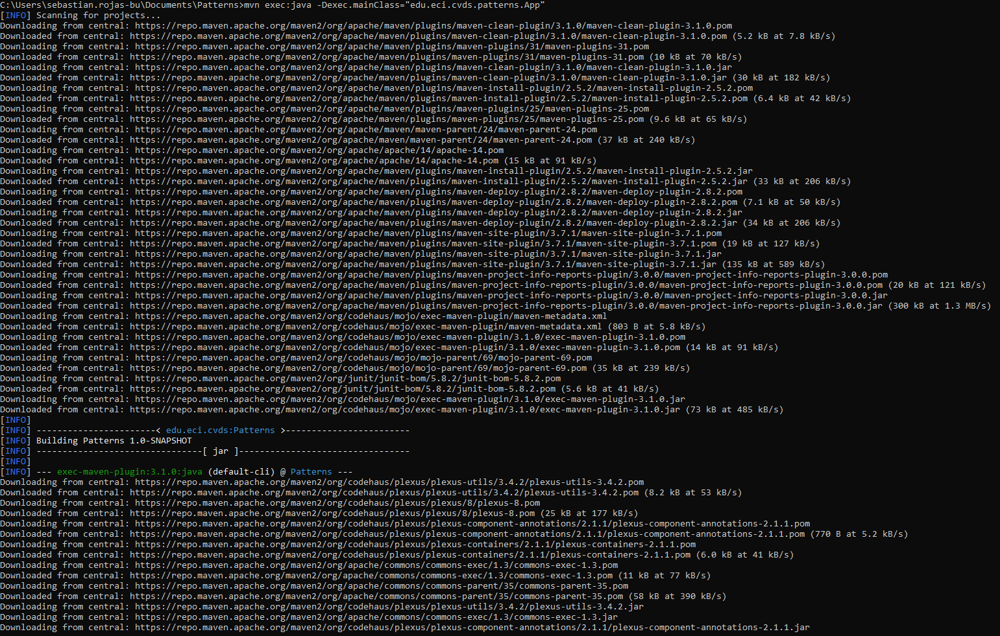 C:\Users\sebastian.rojas-bu\Documents\Patterns>mvn exec:java -Dexec.mainClass="edu.eci.cvds.patterns.App"
[INFO] Scanning for projects...
Downloading from central: https://repo.maven.apache.org/maven2/org/apache/maven/plugins/maven-clean-plugin/3.1.0/maven-clean-plugin-3.1.0.pom
Downloaded from central: https://repo.maven.apache.org/maven2/org/apache/maven/plugins/maven-clean-plugin/3.1.0/maven-clean-plugin-3.1.0.pom (5.2 kB at 7.8 kB/s)
Downloading from central: https://repo.maven.apache.org/maven2/org/apache/maven/plugins/maven-plugins/31/maven-plugins-31.pom
Downloaded from central: https://repo.maven.apache.org/maven2/org/apache/maven/plugins/maven-plugins/31/maven-plugins-31.pom (10 kB at 70 kB/s)
Downloading from central: https://repo.maven.apache.org/maven2/org/apache/maven/plugins/maven-clean-plugin/3.1.0/maven-clean-plugin-3.1.0.jar
Downloaded from central: https://repo.maven.apache.org/maven2/org/apache/maven/plugins/maven-clean-plugin/3.1.0/maven-clean-plugin-3.1.0.jar (30 kB at 182 kB/s)
Downloading from central: https://repo.maven.apache.org/maven2/org/apache/maven/plugins/maven-install-plugin/2.5.2/maven-install-plugin-2.5.2.pom
Downloaded from central: https://repo.maven.apache.org/maven2/org/apache/maven/plugins/maven-install-plugin/2.5.2/maven-install-plugin-2.5.2.pom (6.4 kB at 42 kB/s)
Downloading from central: https://repo.maven.apache.org/maven2/org/apache/maven/plugins/maven-plugins/25/maven-plugins-25.pom
Downloaded from central: https://repo.maven.apache.org/maven2/org/apache/maven/plugins/maven-plugins/25/maven-plugins-25.pom (9.6 kB at 65 kB/s)
Downloading from central: https://repo.maven.apache.org/maven2/org/apache/maven/maven-parent/24/maven-parent-24.pom
Downloaded from central: https://repo.maven.apache.org/maven2/org/apache/maven/maven-parent/24/maven-parent-24.pom (37 kB at 240 kB/s)
Downloading from central: https://repo.maven.apache.org/maven2/org/apache/apache/14/apache-14.pom
Downloaded from central: https://repo.maven.apache.org/maven2/org/apache/apache/14/apache-14.pom (15 kB at 91 kB/s)
Downloading from central: https://repo.maven.apache.org/maven2/org/apache/maven/plugins/maven-install-plugin/2.5.2/maven-install-plugin-2.5.2.jar
Downloaded from central: https://repo.maven.apache.org/maven2/org/apache/maven/plugins/maven-install-plugin/2.5.2/maven-install-plugin-2.5.2.jar (33 kB at 206 kB/s)
Downloading from central: https://repo.maven.apache.org/maven2/org/apache/maven/plugins/maven-deploy-plugin/2.8.2/maven-deploy-plugin-2.8.2.pom
Downloaded from central: https://repo.maven.apache.org/maven2/org/apache/maven/plugins/maven-deploy-plugin/2.8.2/maven-deploy-plugin-2.8.2.pom (7.1 kB at 50 kB/s)
Downloading from central: https://repo.maven.apache.org/maven2/org/apache/maven/plugins/maven-deploy-plugin/2.8.2/maven-deploy-plugin-2.8.2.jar
Downloaded from central: https://repo.maven.apache.org/maven2/org/apache/maven/plugins/maven-deploy-plugin/2.8.2/maven-deploy-plugin-2.8.2.jar (34 kB at 206 kB/s)
Downloading from central: https://repo.maven.apache.org/maven2/org/apache/maven/plugins/maven-site-plugin/3.7.1/maven-site-plugin-3.7.1.pom
Downloaded from central: https://repo.maven.apache.org/maven2/org/apache/maven/plugins/maven-site-plugin/3.7.1/maven-site-plugin-3.7.1.pom (19 kB at 127 kB/s)
Downloading from central: https://repo.maven.apache.org/maven2/org/apache/maven/plugins/maven-site-plugin/3.7.1/maven-site-plugin-3.7.1.jar
Downloaded from central: https://repo.maven.apache.org/maven2/org/apache/maven/plugins/maven-site-plugin/3.7.1/maven-site-plugin-3.7.1.jar (135 kB at 589 kB/s)
Downloading from central: https://repo.maven.apache.org/maven2/org/apache/maven/plugins/maven-project-info-reports-plugin/3.0.0/maven-project-info-reports-plugin-3.0.0.pom
Downloaded from central: https://repo.maven.apache.org/maven2/org/apache/maven/plugins/maven-project-info-reports-plugin/3.0.0/maven-project-info-reports-plugin-3.0.0.pom (20 kB at 121 kB/s)
Downloading from central: https://repo.maven.apache.org/maven2/org/apache/maven/plugins/maven-project-info-reports-plugin/3.0.0/maven-project-info-reports-plugin-3.0.0.jar
Downloaded from central: https://repo.maven.apache.org/maven2/org/apache/maven/plugins/maven-project-info-reports-plugin/3.0.0/maven-project-info-reports-plugin-3.0.0.jar (300 kB at 1.3 MB/s)
Downloading from central: https://repo.maven.apache.org/maven2/org/codehaus/mojo/exec-maven-plugin/maven-metadata.xml
Downloaded from central: https://repo.maven.apache.org/maven2/org/codehaus/mojo/exec-maven-plugin/maven-metadata.xml (803 B at 5.8 kB/s)
Downloading from central: https://repo.maven.apache.org/maven2/org/codehaus/mojo/exec-maven-plugin/3.1.0/exec-maven-plugin-3.1.0.pom
Downloaded from central: https://repo.maven.apache.org/maven2/org/codehaus/mojo/exec-maven-plugin/3.1.0/exec-maven-plugin-3.1.0.pom (14 kB at 91 kB/s)
Downloading from central: https://repo.maven.apache.org/maven2/org/codehaus/mojo/mojo-parent/69/mojo-parent-69.pom
Downloaded from central: https://repo.maven.apache.org/maven2/org/codehaus/mojo/mojo-parent/69/mojo-parent-69.pom (35 kB at 239 kB/s)
Downloading from central: https://repo.maven.apache.org/maven2/org/junit/junit-bom/5.8.2/junit-bom-5.8.2.pom
Downloaded from central: https://repo.maven.apache.org/maven2/org/junit/junit-bom/5.8.2/junit-bom-5.8.2.pom (5.6 kB at 41 kB/s)
Downloading from central: https://repo.maven.apache.org/maven2/org/codehaus/mojo/exec-maven-plugin/3.1.0/exec-maven-plugin-3.1.0.jar
Downloaded from central: https://repo.maven.apache.org/maven2/org/codehaus/mojo/exec-maven-plugin/3.1.0/exec-maven-plugin-3.1.0.jar (73 kB at 485 kB/s)
[INFO]
[INFO] -----------------------< edu.eci.cvds:Patterns >------------------------
[INFO] Building Patterns 1.0-SNAPSHOT
[INFO] --------------------------------[ jar ]---------------------------------
[INFO]
[INFO] --- exec-maven-plugin:3.1.0:java (default-cli) @ Patterns ---
Downloading from central: https://repo.maven.apache.org/maven2/org/codehaus/plexus/plexus-utils/3.4.2/plexus-utils-3.4.2.pom
Downloaded from central: https://repo.maven.apache.org/maven2/org/codehaus/plexus/plexus-utils/3.4.2/plexus-utils-3.4.2.pom (8.2 kB at 53 kB/s)
Downloading from central: https://repo.maven.apache.org/maven2/org/codehaus/plexus/plexus/8/plexus-8.pom
Downloaded from central: https://repo.maven.apache.org/maven2/org/codehaus/plexus/plexus/8/plexus-8.pom (25 kB at 177 kB/s)
Downloading from central: https://repo.maven.apache.org/maven2/org/codehaus/plexus/plexus-component-annotations/2.1.1/plexus-component-annotations-2.1.1.pom
Downloaded from central: https://repo.maven.apache.org/maven2/org/codehaus/plexus/plexus-component-annotations/2.1.1/plexus-component-annotations-2.1.1.pom (770 B at 5.2 kB/s)
Downloading from central: https://repo.maven.apache.org/maven2/org/codehaus/plexus/plexus-containers/2.1.1/plexus-containers-2.1.1.pom
Downloaded from central: https://repo.maven.apache.org/maven2/org/codehaus/plexus/plexus-containers/2.1.1/plexus-containers-2.1.1.pom (6.0 kB at 41 kB/s)
Downloading from central: https://repo.maven.apache.org/maven2/org/apache/commons/commons-exec/1.3/commons-exec-1.3.pom
Downloaded from central: https://repo.maven.apache.org/maven2/org/apache/commons/commons-exec/1.3/commons-exec-1.3.pom (11 kB at 77 kB/s)
Downloading from central: https://repo.maven.apache.org/maven2/org/apache/commons/commons-parent/35/commons-parent-35.pom
Downloaded from central: https://repo.maven.apache.org/maven2/org/apache/commons/commons-parent/35/commons-parent-35.pom (58 kB at 390 kB/s)
Downloading from central: https://repo.maven.apache.org/maven2/org/codehaus/plexus/plexus-utils/3.4.2/plexus-utils-3.4.2.jar
Downloading from central: https://repo.maven.apache.org/maven2/org/apache/commons/commons-exec/1.3/commons-exec-1.3.jar
Downloading from central: https://repo.maven.apache.org/maven2/org/codehaus/plexus/plexus-component-annotations/2.1.1/plexus-component-annotations-2.1.1.jar